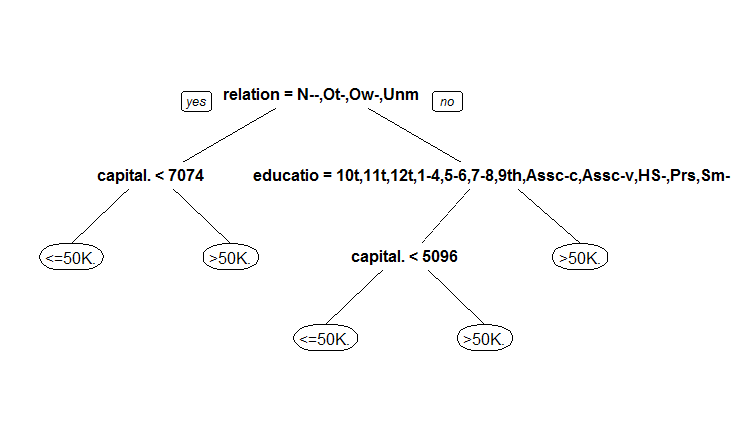 yes relation = N--,Ot-,Ow-,Unm no
capital. < 7074 educatio = 10t,11t,12t,1-4,5-6,7-8,9th,Assc-c,Assc-v,HS-,Prs,Sm-
<=50K. >50K. capital. < 5096 >50K.
<=50K. >50K.